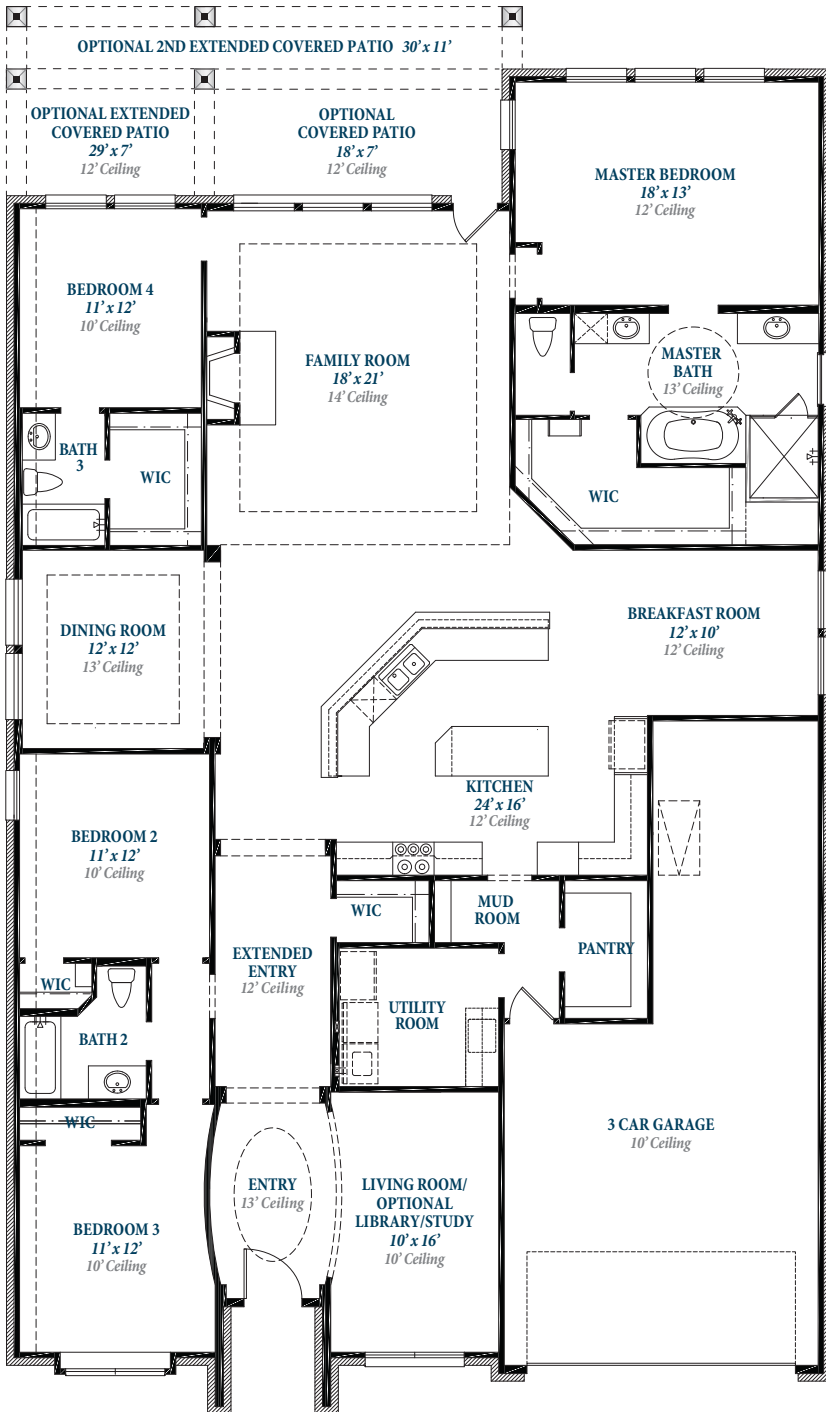 OPTIONAL 2ND EXTENDED COVERED PATIO 30' x 11'
OPTIONAL EXTENDED
COVERED PATIO
29' x 7'
12' Ceiling
OPTIONAL
COVERED PATIO
18' x 7'
12' Ceiling
MASTER BEDROOM
18' x 13'
12' Ceiling
BEDROOM 4
11' x 12'
10' Ceiling
FAMILY ROOM
18' x 21'
14' Ceiling
MASTER
BATH
13' Ceiling
BATH
3
WIC
WIC
DINING ROOM
12' x 12'
13' Ceiling
BREAKFAST ROOM
12' x 10'
12' Ceiling
KITCHEN
24' x 16'
12' Ceiling
BEDROOM 2
11' x 12'
10' Ceiling
WIC
MUD
ROOM
PANTRY
EXTENDED
ENTRY
12' Ceiling
WIC
UTILITY
ROOM
BATH 2
WIC
3 CAR GARAGE
10' Ceiling
ENTRY
13' Ceiling
LIVING ROOM/
OPTIONAL
LIBRARY/STUDY
10' x 16'
10' Ceiling
BEDROOM 3
11' x 12'
10' Ceiling